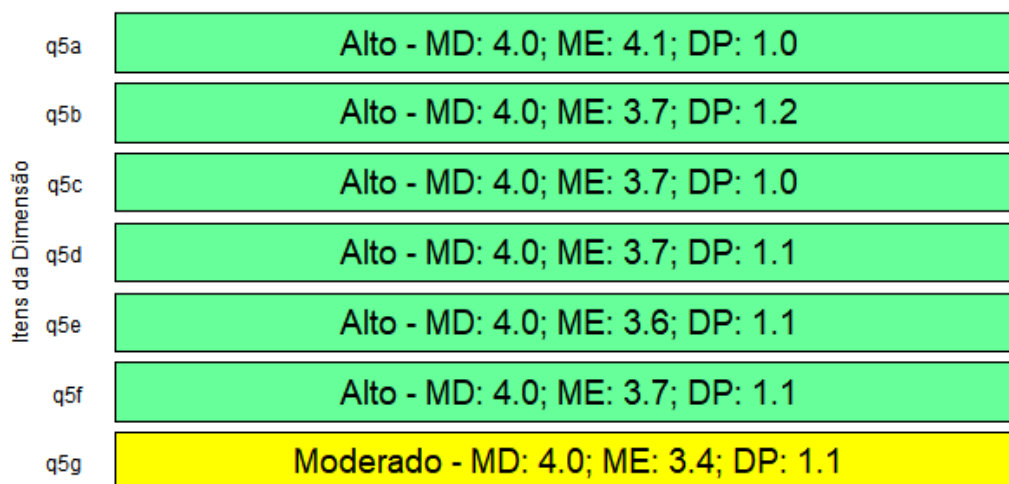 Itens da Dimensão
q5a Alto - MD: 4.0; ME: 4.1; DP: 1.0
q5b Alto - MD: 4.0; ME: 3.7; DP: 1.2
q5c Alto - MD: 4.0; ME: 3.7; DP: 1.0
q5d Alto - MD: 4.0; ME: 3.7; DP: 1.1
q5e Alto - MD: 4.0; ME: 3.6; DP: 1.1
q5f Alto - MD: 4.0; ME: 3.7; DP: 1.1
q5g Moderado - MD: 4.0; ME: 3.4; DP: 1.1